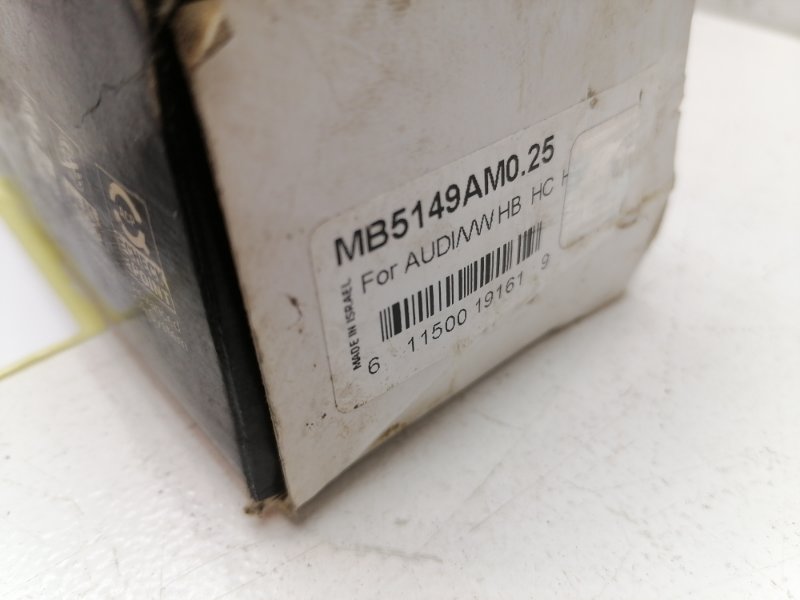 MB5149AM0.25
For AUDI/VW HB HC
MADE IN ISRAEL
6 11500 19161 9